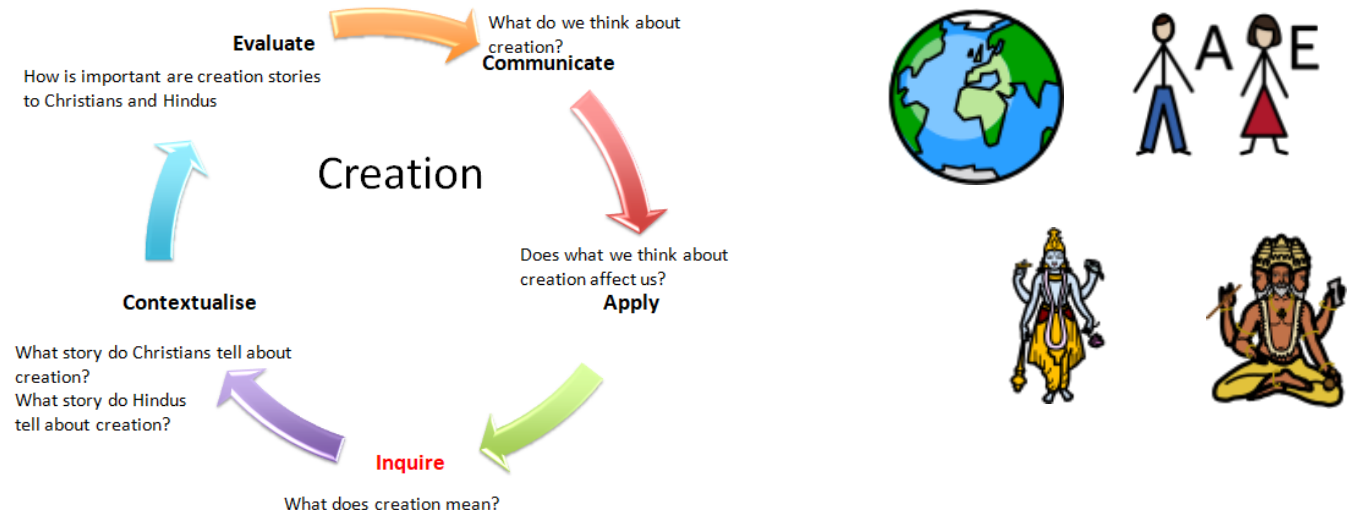 Evaluate
How is important are creation stories
to Christians and Hindus
What do we think about
creation?
Communicate
Creation
Does what we think about
creation affect us?
Apply
Contextualise
What story do Christians tell about
creation?
What story do Hindus
tell about creation?
Inquire
What does creation mean?
A E